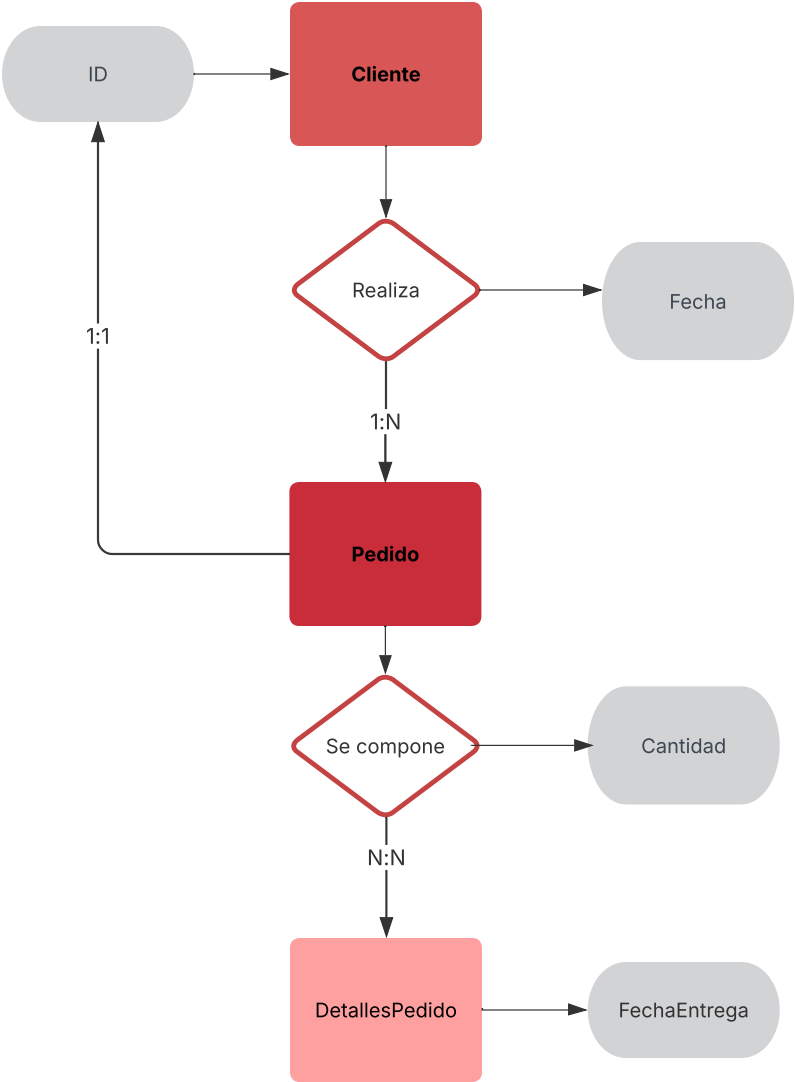 ID
Cliente
Realiza
Fecha
1:1
1:N
Pedido
Se compone
Cantidad
N:N
DetallesPedido
FechaEntrega